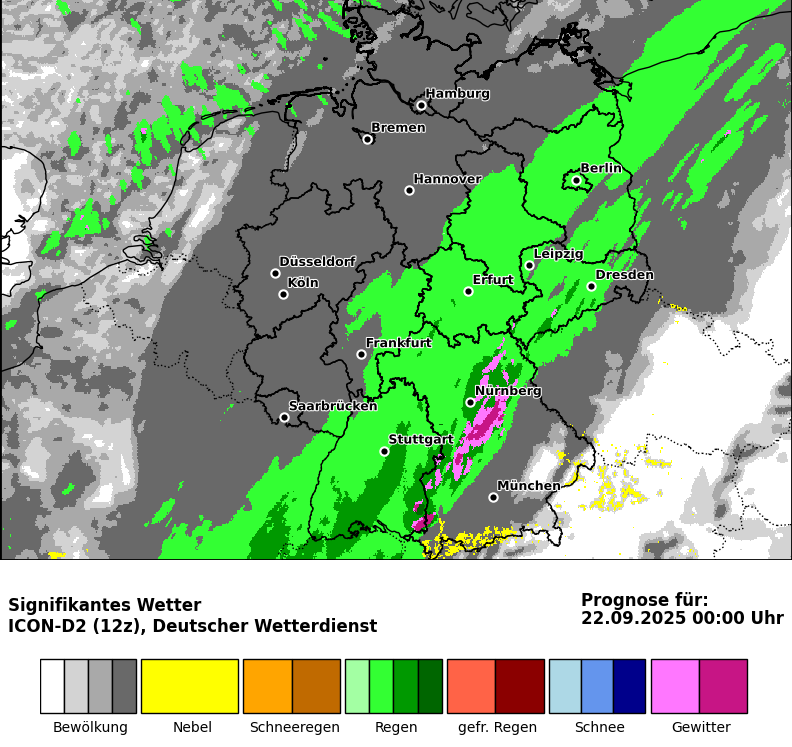 Hamburg
Bremen
Berlin
Hannover
Leipzig
Düsseldorf
Dresden
Köln
Erfurt
Frankfurt
Nürnberg
Saarbrücken
Stuttgart
München
Signifikantes Wetter
ICON-D2 (12z), Deutscher Wetterdienst
Prognose für:
22.09.2025 00:00 Uhr
Bewölkung
Nebel
Schneeregen
Regen
gefr. Regen
Schnee
Gewitter